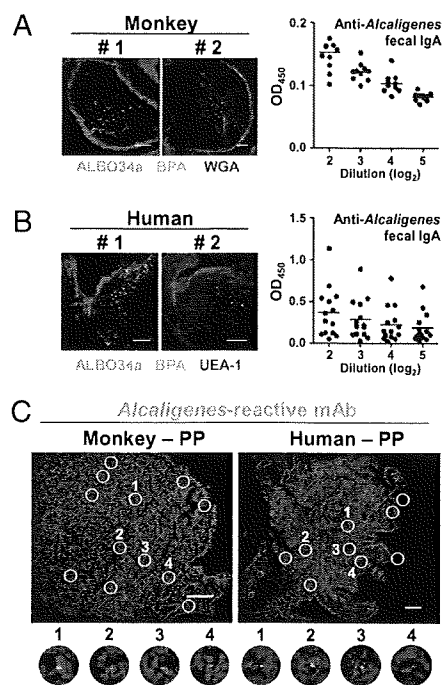 A
Monkey
# 1 # 2
ALBO34a BPA WGA
Anti-Alcaligenes
fecal IgA
OD450
0.2
0.1
0.0
2 3 4 5
Dilution (log2)
B
Human
# 1 # 2
ALBO34a BPA UEA-1
Anti-Alcaligenes
fecal IgA
OD450
1.5
1.0
0.5
0.0
2 3 4 5
Dilution (log2)
C
Alcaligenes-reactive mAb
Monkey – PP Human – PP
1
2
3
4
1
2
3
4
1 2 3 4 1 2 3 4